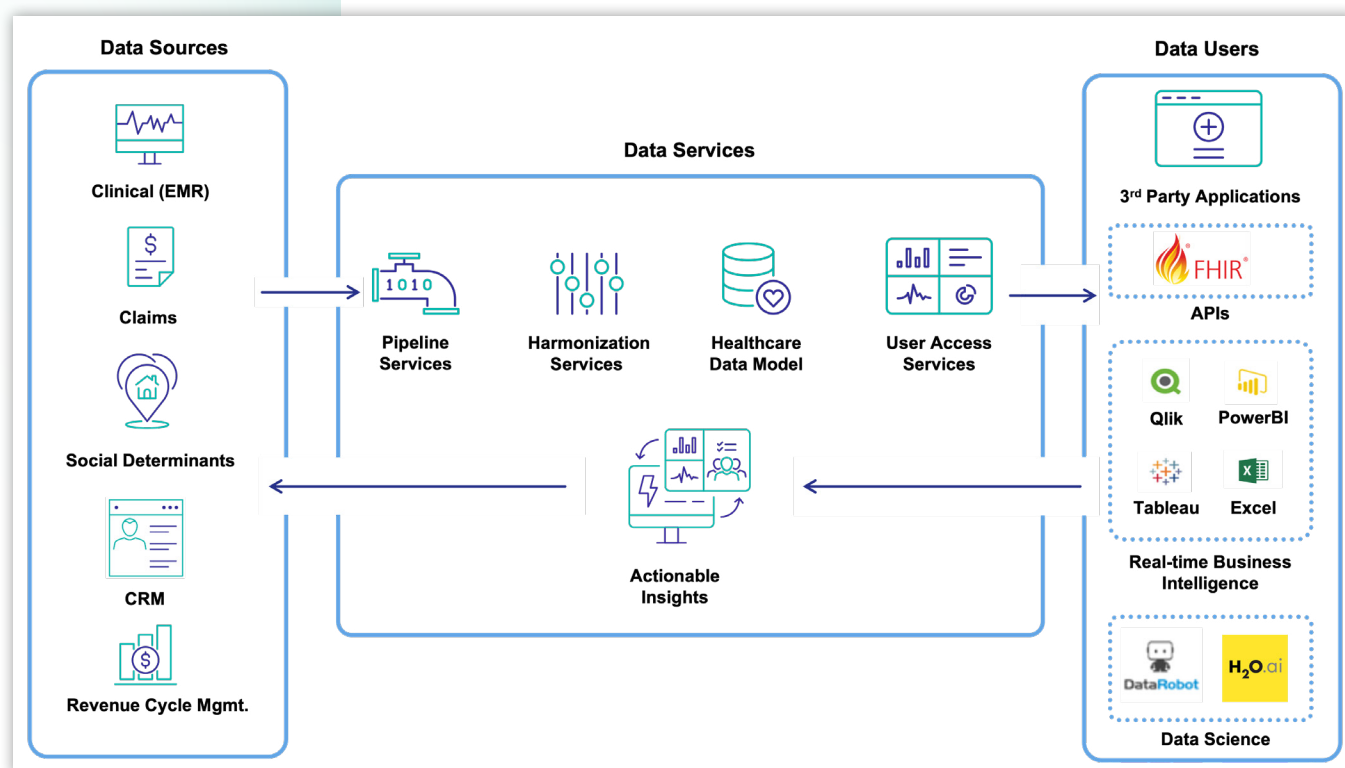 Data Sources
Clinical (EMR)
$
Claims
Social Determinants
CRM
$
Revenue Cycle Mgmt.
Data Services
1010
Pipeline
Services
Harmonization
Services
Healthcare
Data Model
User Access
Services
Actionable
Insights
Data Users
3rd Party Applications
FHIR®
APIs
Qlik
PowerBI
X
Tableau
Excel
Real-time Business
Intelligence
DataRobot
H2O.ai
Data Science